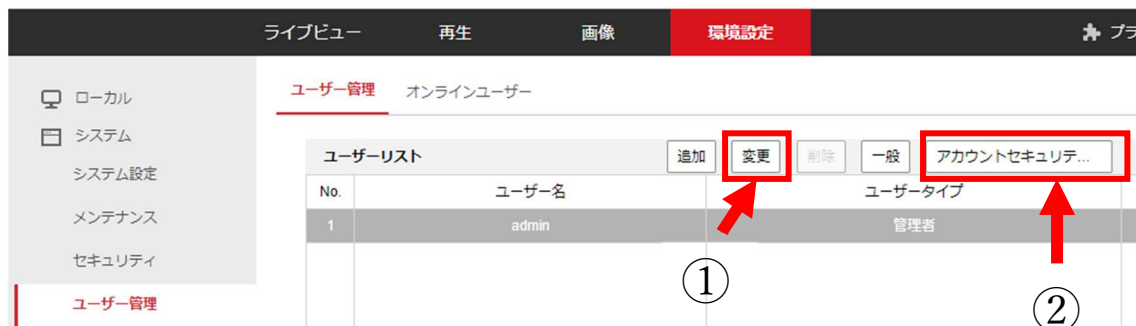 ライブビュー 再生 画像 環境設定 プラ
ローカル
システム
システム設定
メンテナンス
セキュリティ
ユーザー管理
ユーザー管理 オンラインユーザー
ユーザーリスト 追加 変更 削除 一般 アカウントセキュリテ...
No. ユーザー名 ユーザータイプ
1 admin 管理者
① ②